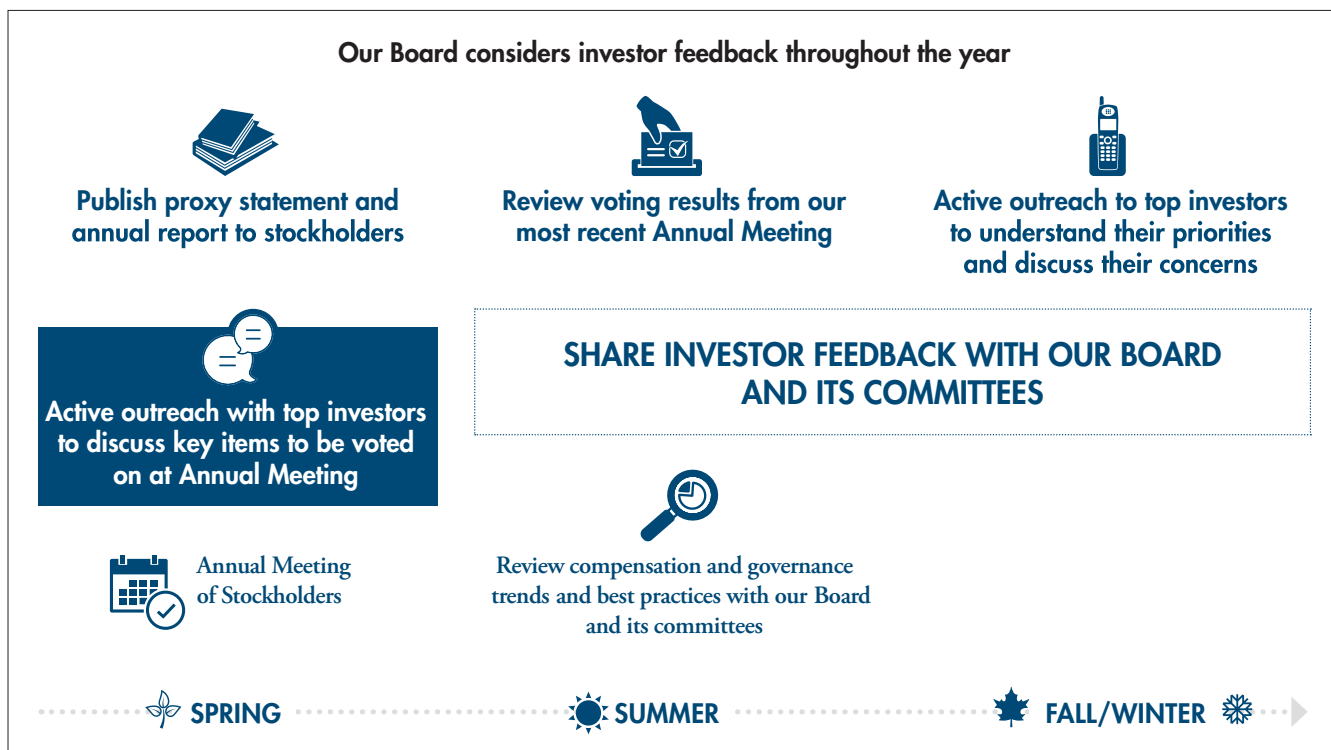 Our Board considers investor feedback throughout the year
Publish proxy statement and
annual report to stockholders
Review voting results from our
most recent Annual Meeting
Active outreach to top investors
to understand their priorities
and discuss their concerns
Active outreach with top investors
to discuss key items to be voted
on at Annual Meeting
SHARE INVESTOR FEEDBACK WITH OUR BOARD
AND ITS COMMITTEES
Annual Meeting
of Stockholders
Review compensation and governance
trends and best practices with our Board
and its committees
SPRING
SUMMER
FALL/WINTER